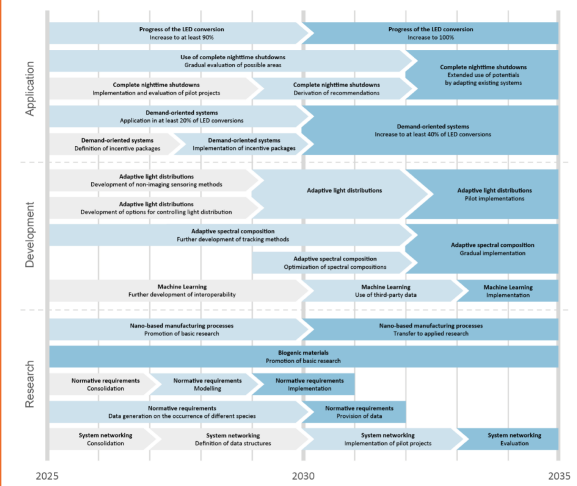 Application
Progress of the LED conversion
Increase to at least 90%
Progress of the LED conversion
Increase to 100%
Use of complete nighttime shutdowns
Gradual evaluation of possible areas
Complete nighttime shutdowns
Extended use of potentials
by adapting existing systems
Complete nighttime shutdowns
Implementation and evaluation of pilot projects
Complete nighttime shutdowns
Derivation of recommendations
Demand-oriented systems
Application in at least 20% of LED conversions
Demand-oriented systems
Increase to at least 40% of LED conversions
Demand-oriented systems
Definition of incentive packages
Demand-oriented systems
Implementation of incentive packages
Development
Adaptive light distributions
Development of non-imaging sensoring methods
Adaptive light distributions
Adaptive light distributions
Pilot implementations
Adaptive light distributions
Development of options for controlling light distribution
Adaptive spectral composition
Further development of tracking methods
Adaptive spectral composition
Gradual implementation
Adaptive spectral composition
Optimization of spectral compositions
Machine Learning
Further development of interoperability
Machine Learning
Use of third-party data
Machine Learning
Implementation
Research
Nano-based manufacturing processes
Promotion of basic research
Nano-based manufacturing processes
Transfer to applied research
Biogenic materials
Promotion of basic research
Normative requirements
Consolidation
Normative requirements
Modelling
Normative requirements
Implementation
Normative requirements
Data generation on the occurrence of different species
Normative requirements
Provision of data
System networking
Consolidation
System networking
Definition of data structures
System networking
Implementation of pilot projects
System networking
Evaluation
2025
2030
2035